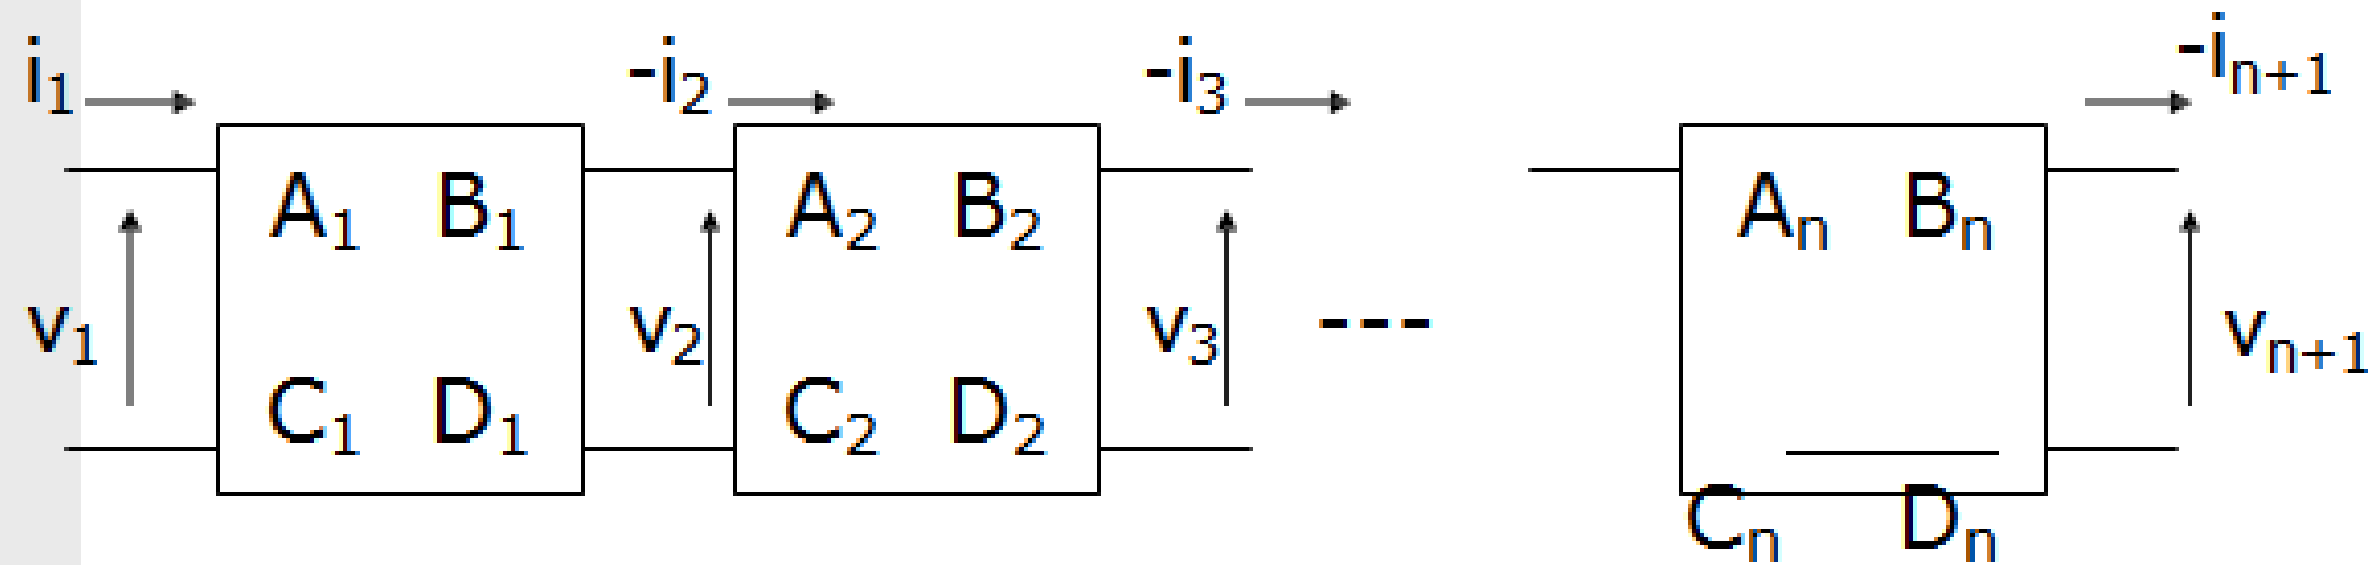 i1 -i2 -i3 -in+1
A1 B1 A2 B2 An Bn
v1 v2 v3 --- vn+1
C1 D1 C2 D2 Cn Dn